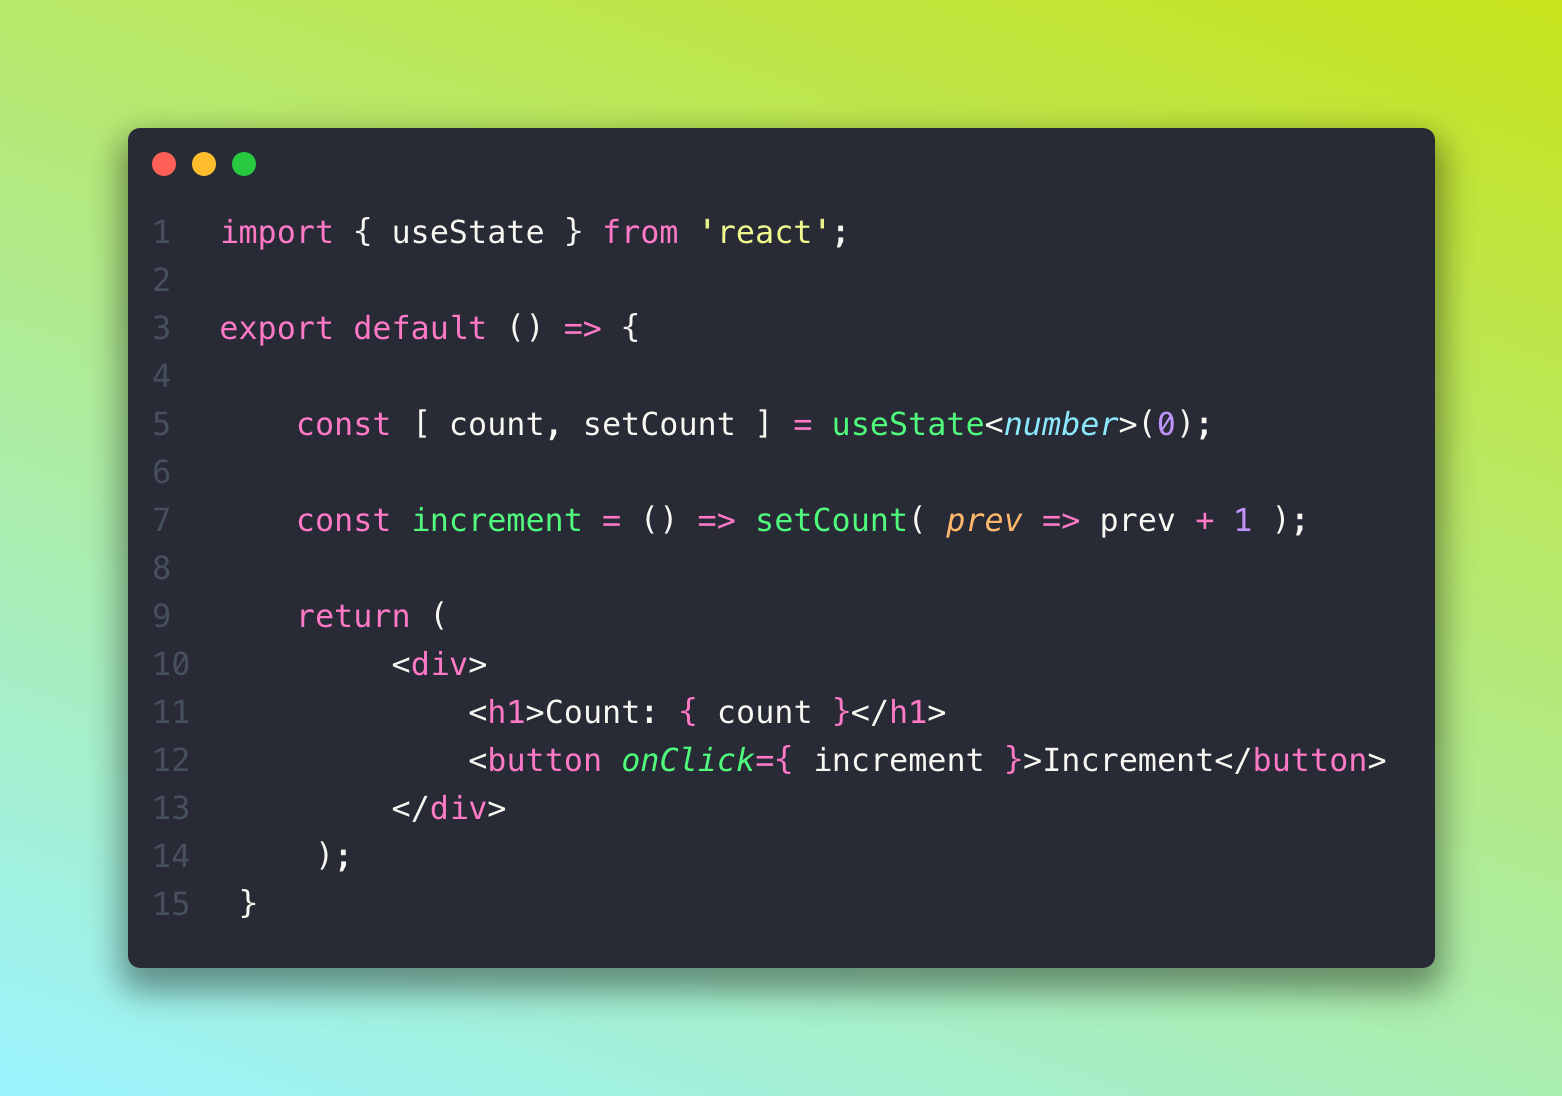 1 import { useState } from 'react';
2
3 export default () => {
4
5     const [ count, setCount ] = useState<number>(0);
6
7     const increment = () => setCount( prev => prev + 1 );
8
9     return (
10         <div>
11             <h1>Count: { count }</h1>
12             <button onClick={ increment }>Increment</button>
13         </div>
14     );
15 }